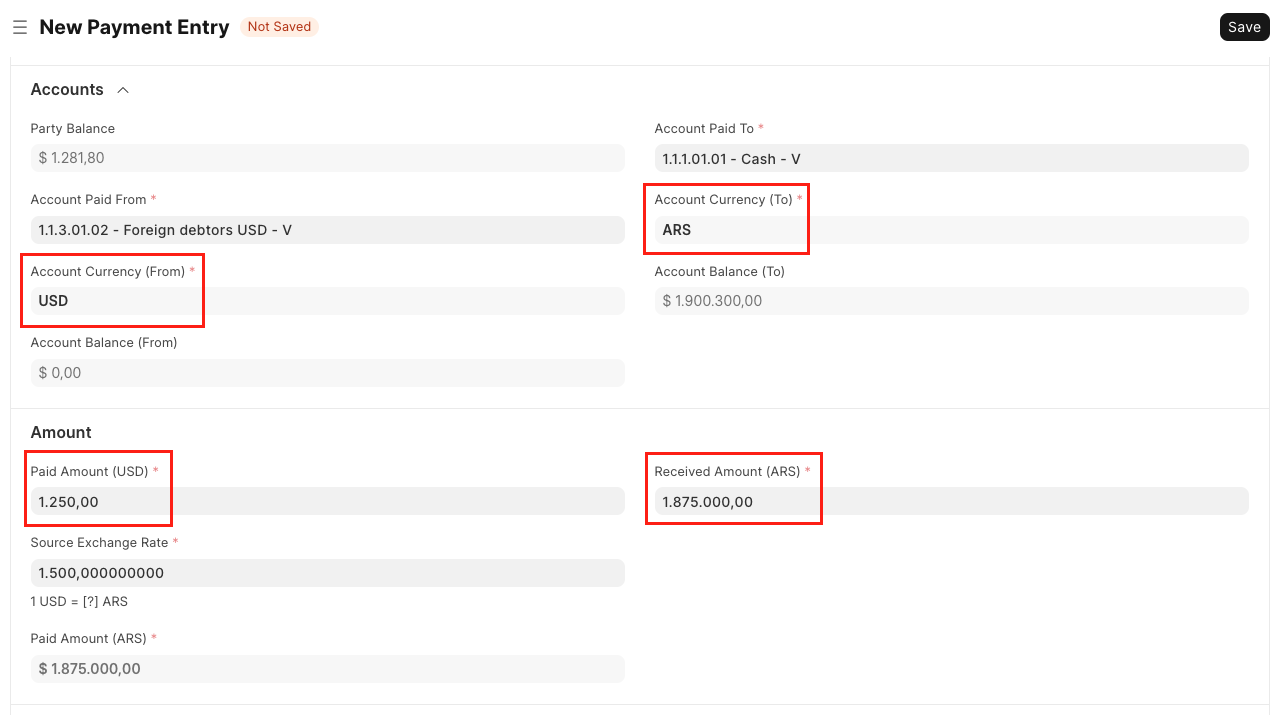 New Payment Entry Not Saved Save
Accounts
Party Balance
$ 1.281,80
Account Paid From *
1.1.3.01.02 - Foreign debtors USD - V
Account Currency (From) *
USD
Account Balance (From)
$ 0,00
Account Paid To *
1.1.1.01.01 - Cash - V
Account Currency (To) *
ARS
Account Balance (To)
$ 1.900.300,00
Amount
Paid Amount (USD) *
1.250,00
Source Exchange Rate *
1.500,000000000
1 USD = [?] ARS
Paid Amount (ARS) *
$ 1.875.000,00
Received Amount (ARS) *
1.875.000,00